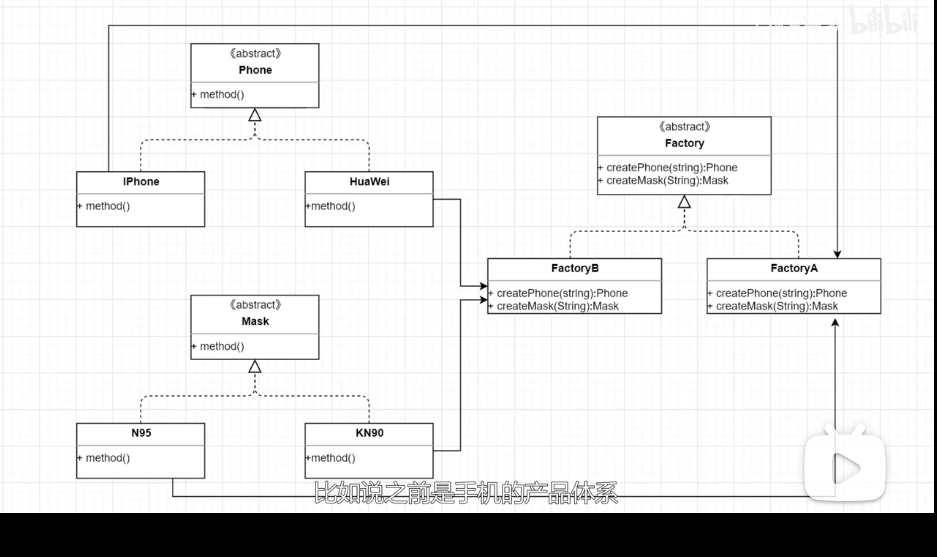 bilibili
《abstract》
Phone
+ method()
IPhone
+ method()
HuaWei
+method()
《abstract》
Factory
+ createPhone(string):Phone
+ createMask(String):Mask
FactoryB
+ createPhone(string):Phone
+ createMask(String):Mask
FactoryA
+ createPhone(string):Phone
+ createMask(String):Mask
《abstract》
Mask
+ method()
N95
+ method()
KN90
+method()
比如说之前是手机的产品体系